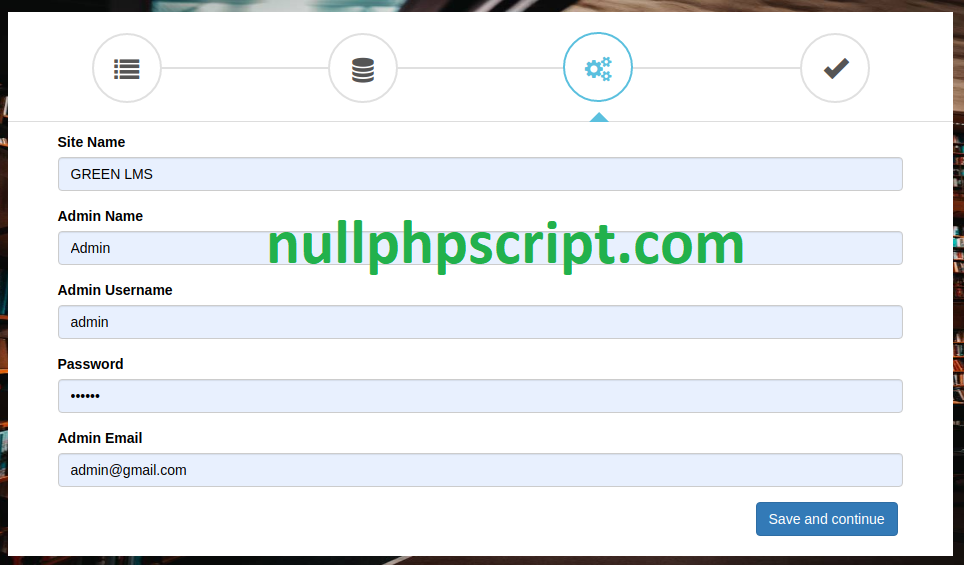 Site Name
GREEN LMS
Admin Name
Admin
nullphpscript.com
Admin Username
admin
Password
••••••
Admin Email
admin@gmail.com
Save and continue